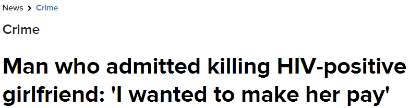 News > Crime
Crime
Man who admitted killing HIV-positive
girlfriend: 'I wanted to make her pay'